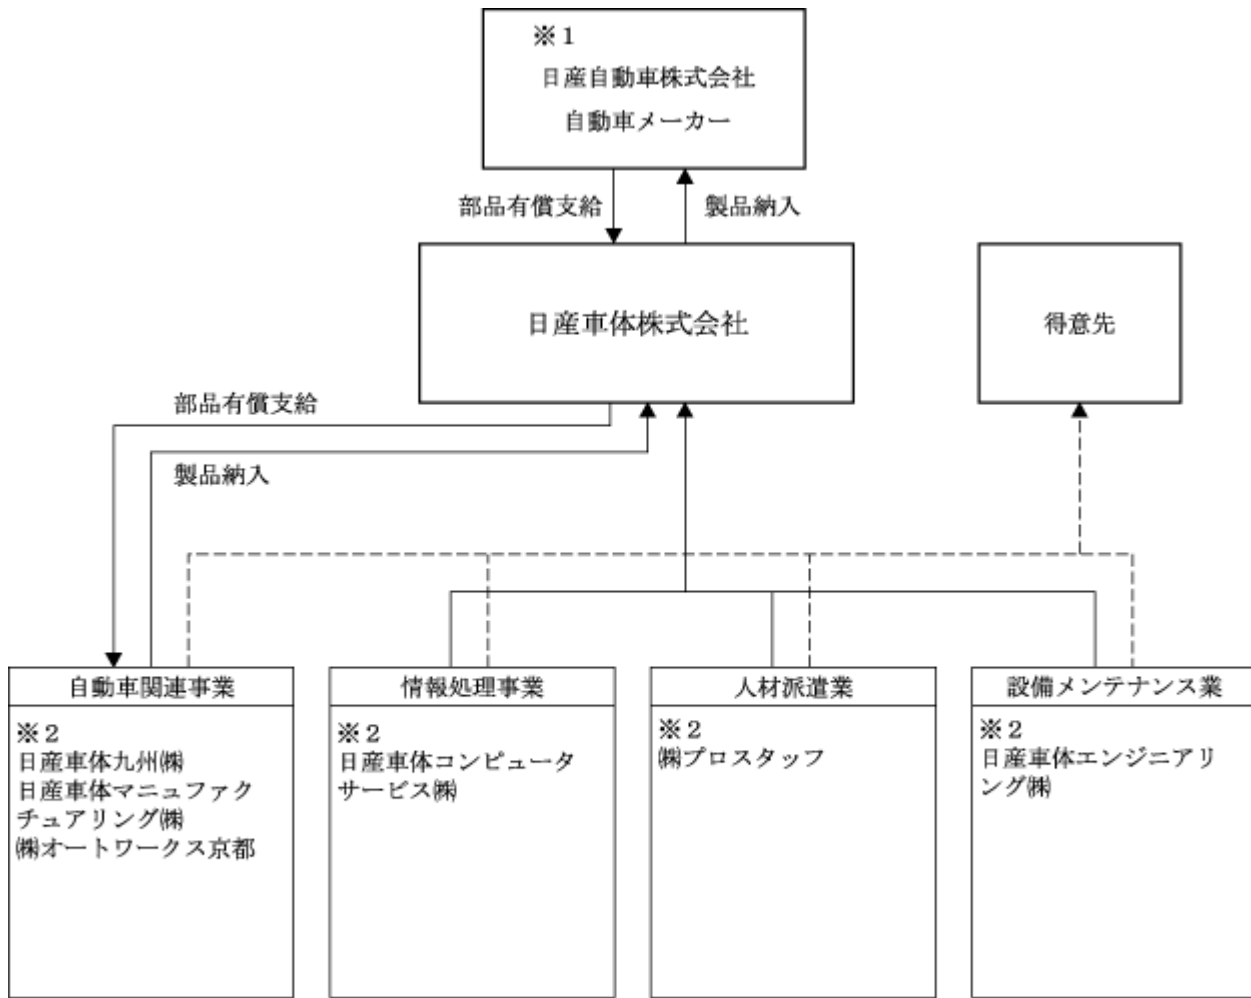 ※1
日産自動車株式会社
自動車メーカー
部品有償支給
製品納入
日産車体株式会社
得意先
部品有償支給
製品納入
自動車関連事業
※2
日産車体九州㈱
日産車体マニュファク
チュアリング㈱
㈱オートワークス京都
情報処理事業
※2
日産車体コンピュータ
サービス㈱
人材派遣業
※2
㈱プロスタッフ
設備メンテナンス業
※2
日産車体エンジニアリ
ング㈱